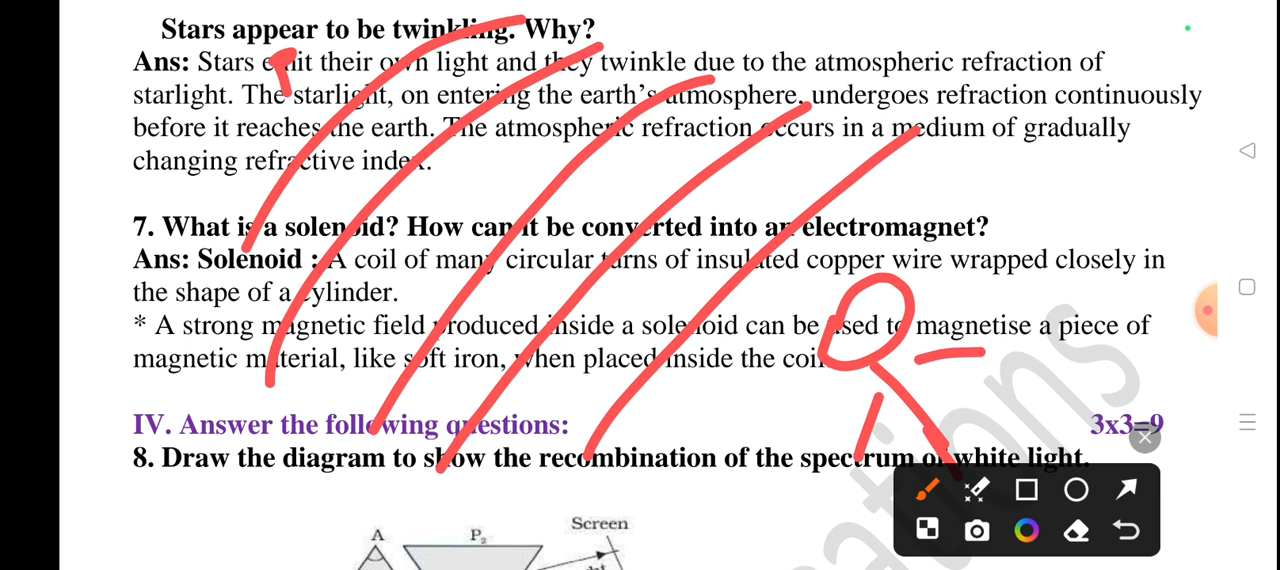 Stars appear to be twinkling. Why?
Ans: Stars emit their own light and they twinkle due to the atmospheric refraction of
starlight. The starlight, on entering the earth's atmosphere, undergoes refraction continuously
before it reaches the earth. The atmospheric refraction occurs in a medium of gradually
changing refractive index.
7. What is a solenoid? How can it be converted into an electromagnet?
Ans: Solenoid : A coil of many circular turns of insulated copper wire wrapped closely in
the shape of a cylinder.
* A strong magnetic field produced inside a solenoid can be used to magnetise a piece of
magnetic material, like soft iron, when placed inside the coil.
IV. Answer the following questions: 3x3=9
8. Draw the diagram to show the recombination of the spectrum of white light.
Screen
A P2